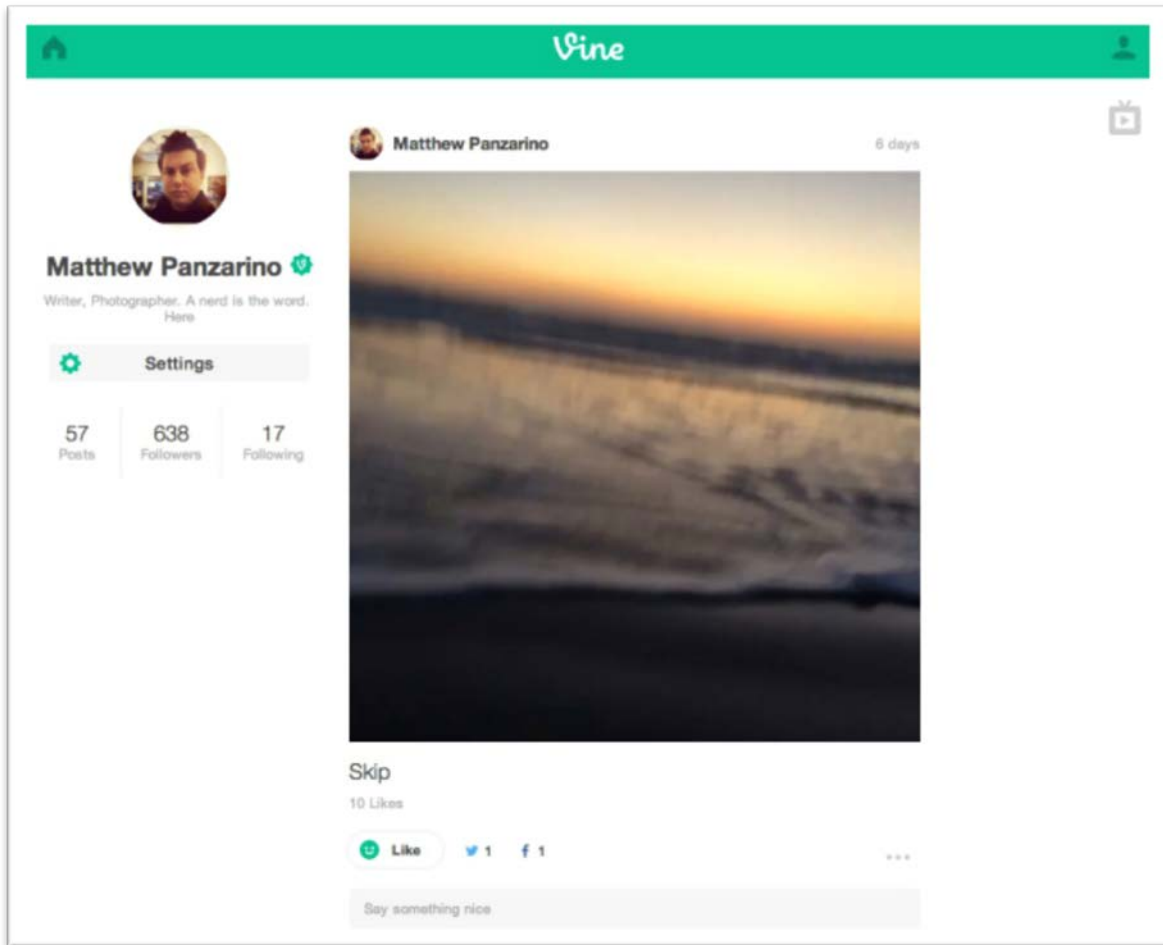 Vine
Matthew Panzarino
Writer, Photographer. A nerd is the word.
Here
Settings
57
Posts
638
Followers
17
Following
Matthew Panzarino
6 days
Skip
10 Likes
Like
1
1
Say something nice